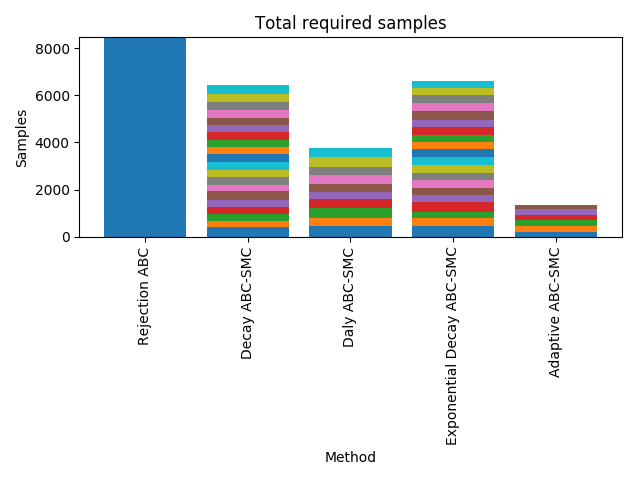 Total required samples
Samples
8000
6000
4000
2000
0
Rejection ABC
Decay ABC-SMC
Daly ABC-SMC
Exponential Decay ABC-SMC
Adaptive ABC-SMC
Method